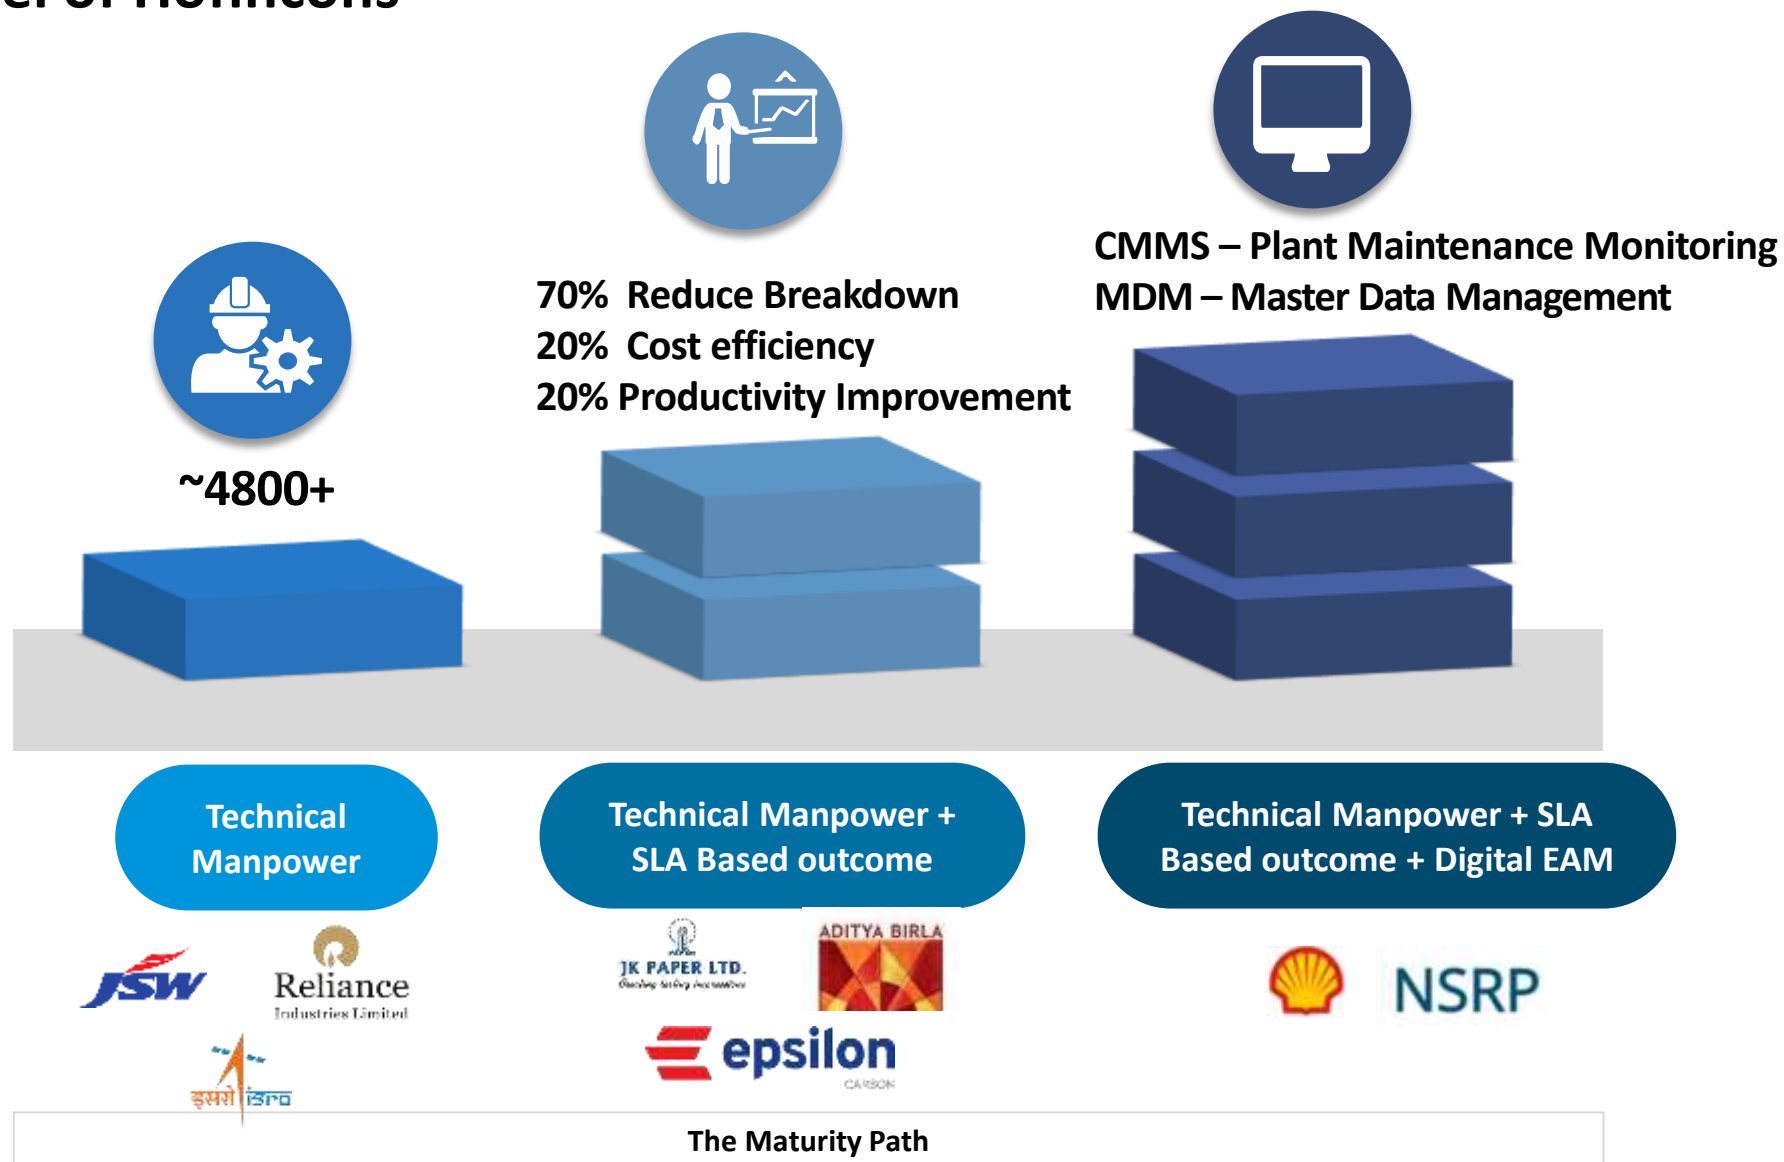 ~4800+
70% Reduce Breakdown
20% Cost efficiency
20% Productivity Improvement
CMMS – Plant Maintenance Monitoring
MDM – Master Data Management
Technical
Manpower
Technical Manpower +
SLA Based outcome
Technical Manpower + SLA
Based outcome + Digital EAM
JSW
Reliance
Industries Limited
इसरो isro
JK PAPER LTD.
ADITYA BIRLA
epsilon
CARBON
NSRP
The Maturity Path